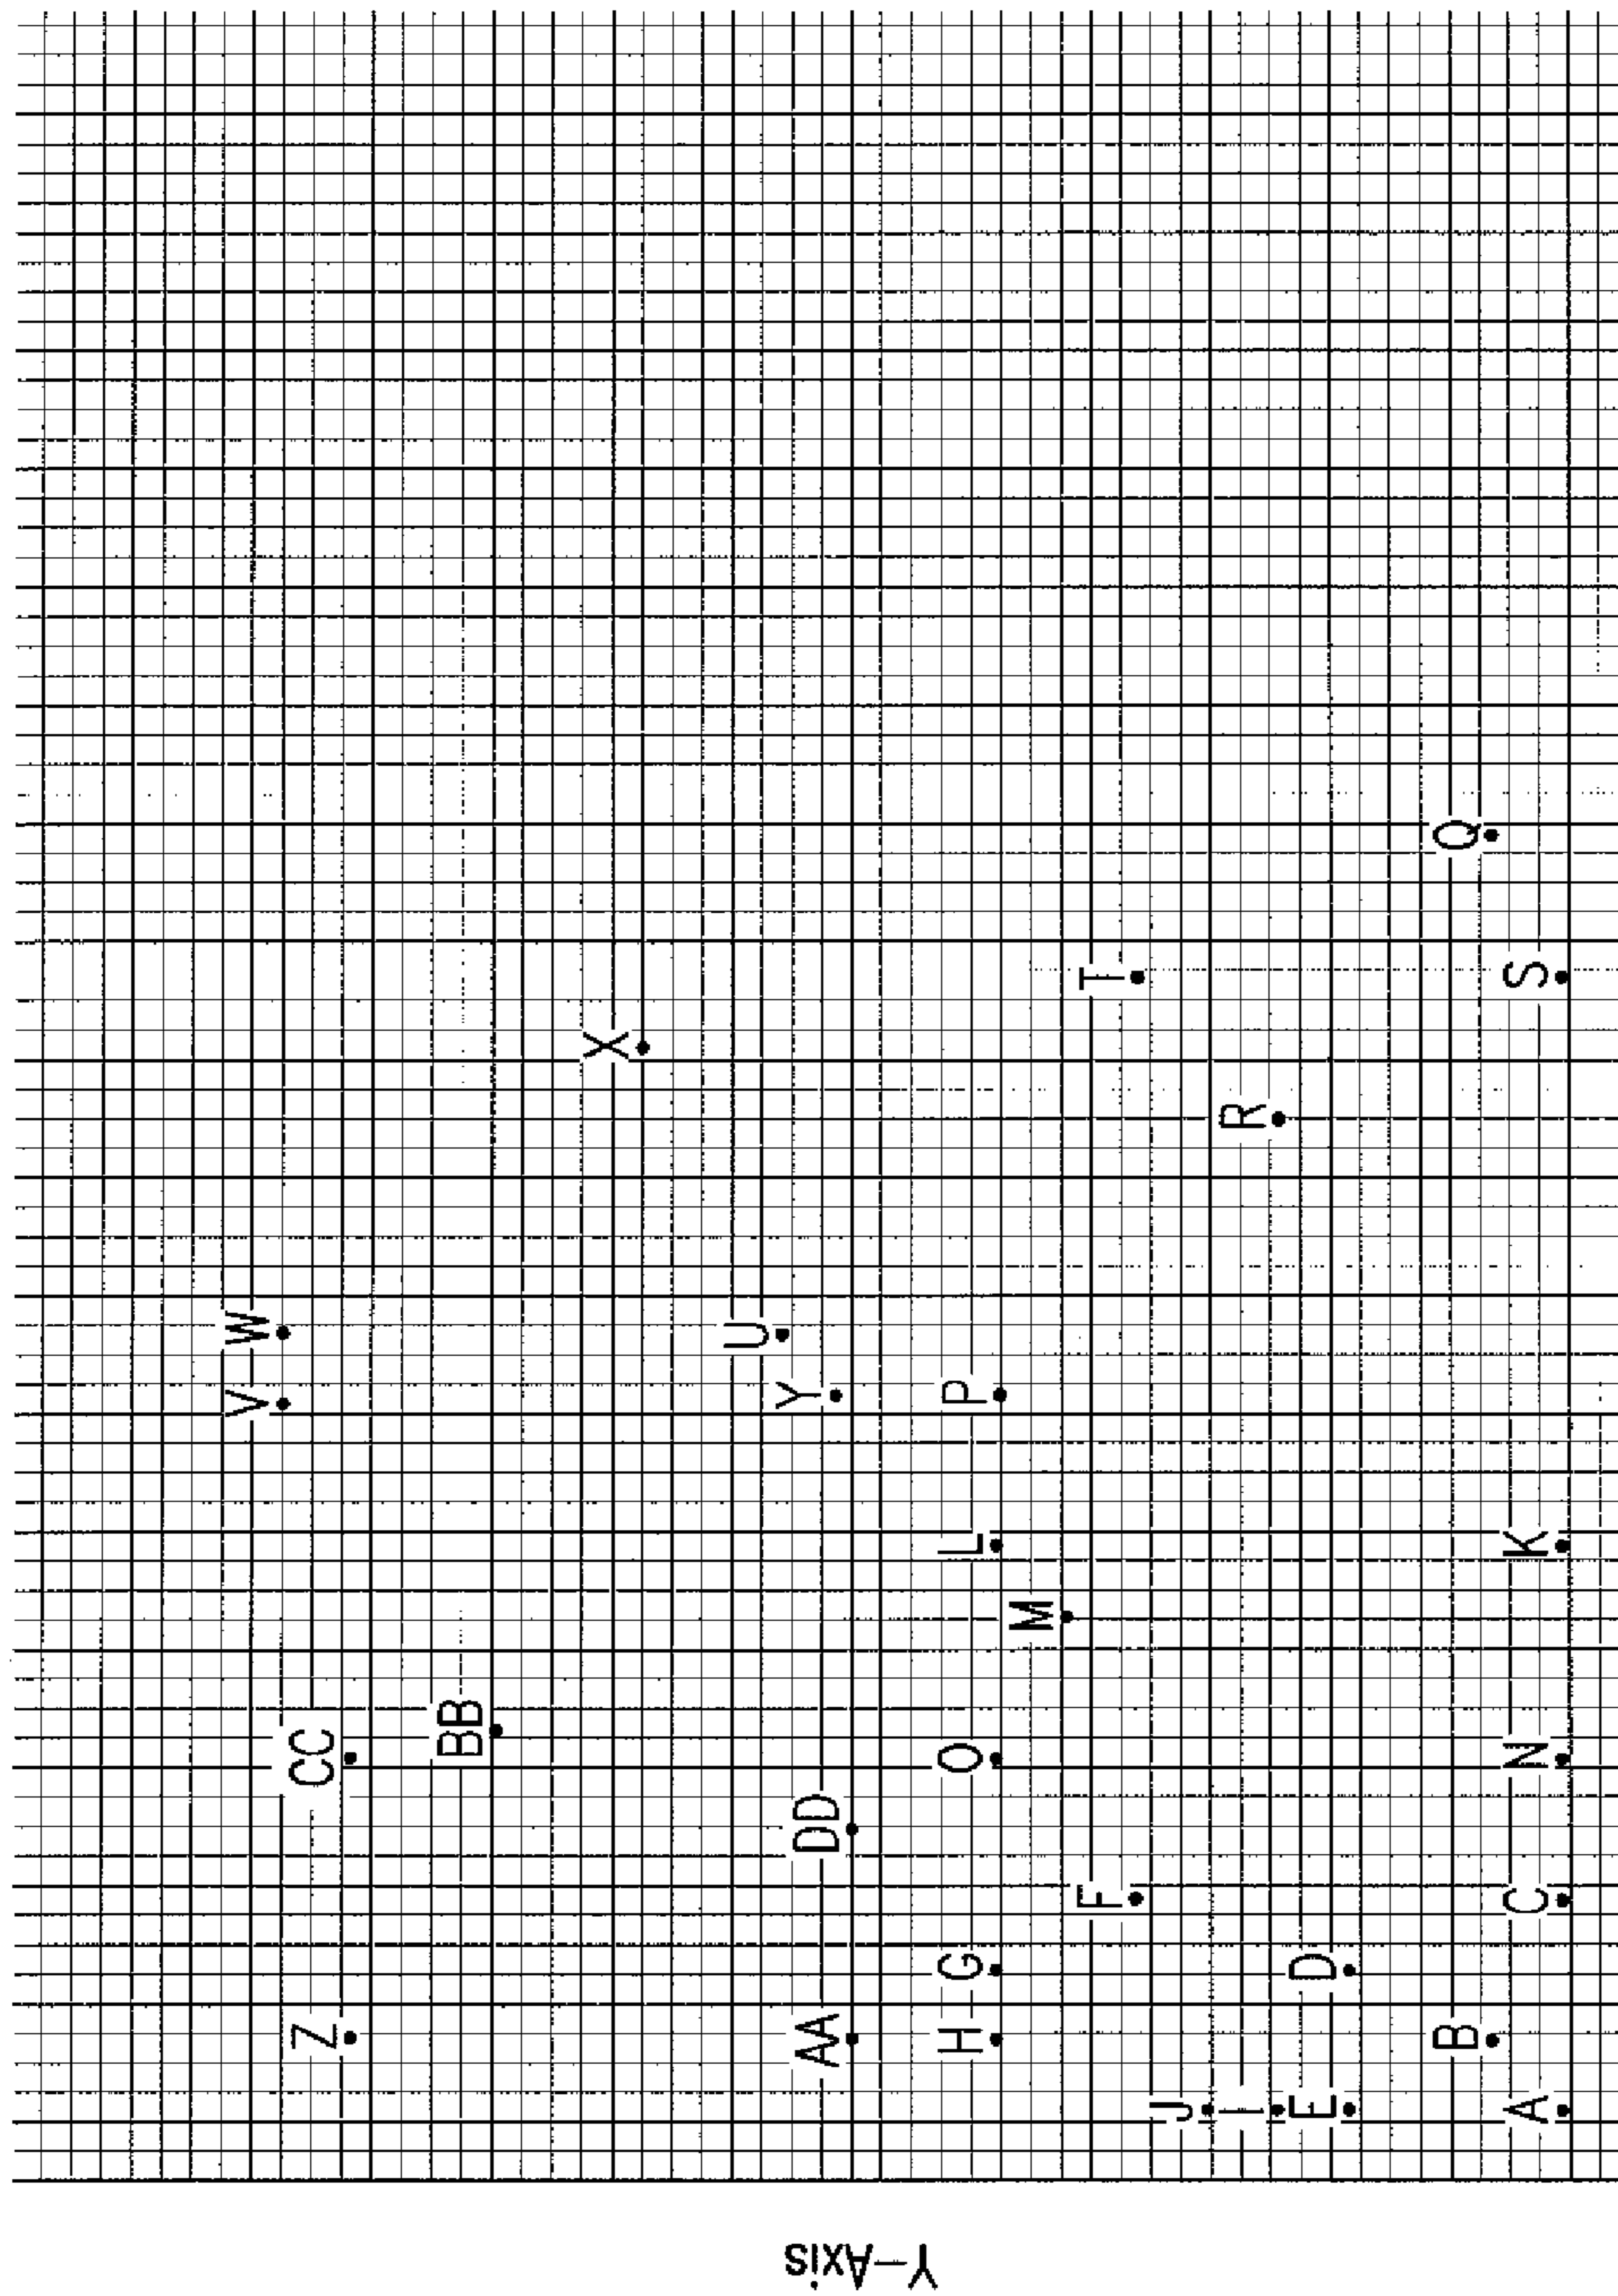 Y-Axis
V W
Z CC
BB
X
U
AA DD Y
H G O L P
M
F T
J
I R
E D
B Q
A C N K S